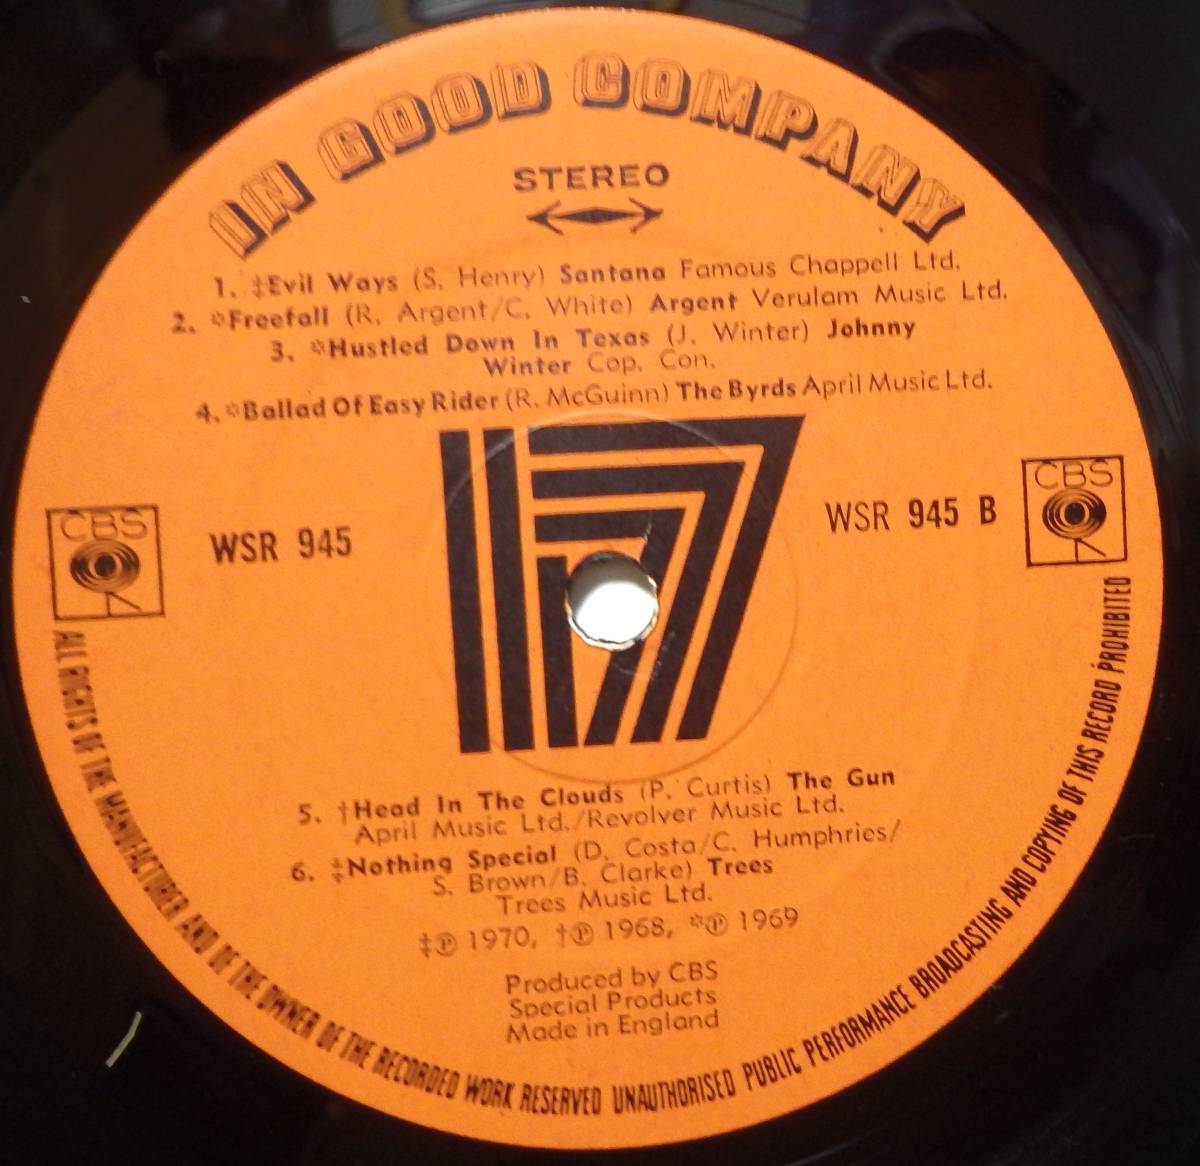 IN GOOD COMPANY
STEREO
1. ‡Evil Ways (S. Henry) Santana Famous Chappell Ltd.
2. *Freefall (R. Argent/C. White) Argent Verulam Music Ltd.
3. *Hustled Down In Texas (J. Winter) Johnny
Winter Cop. Con.
4. *Ballad Of Easy Rider (R. McGuinn) The Byrds April Music Ltd.
17
CBS
WSR 945
WSR 945 B
CBS
5. †Head In The Clouds (P. Curtis) The Gun
April Music Ltd./Revolver Music Ltd.
6. ‡Nothing Special (D. Costa/C. Humphries/
S. Brown/B. Clarke) Trees
Trees Music Ltd.
‡℗ 1970, †℗ 1968, *℗ 1969
Produced by CBS
Special Products
Made in England
ALL RIGHTS OF THE MANUFACTURER AND OF THE OWNER OF THE RECORDED WORK RESERVED UNAUTHORISED PUBLIC PERFORMANCE BROADCASTING AND COPYING OF THIS RECORD PROHIBITED